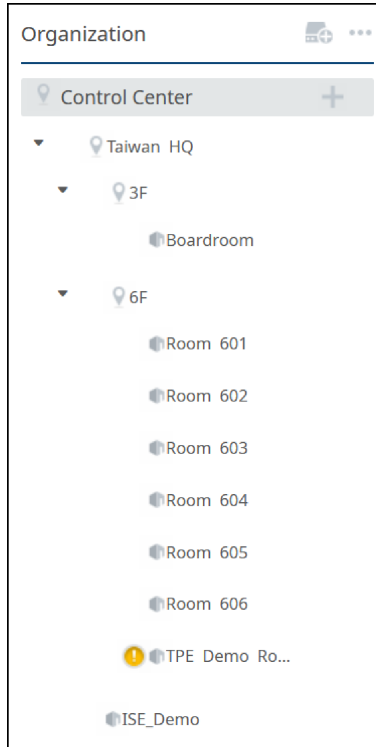 Organization
Control Center
Taiwan HQ
3F
Boardroom
6F
Room 601
Room 602
Room 603
Room 604
Room 605
Room 606
TPE Demo Ro...
ISE_Demo